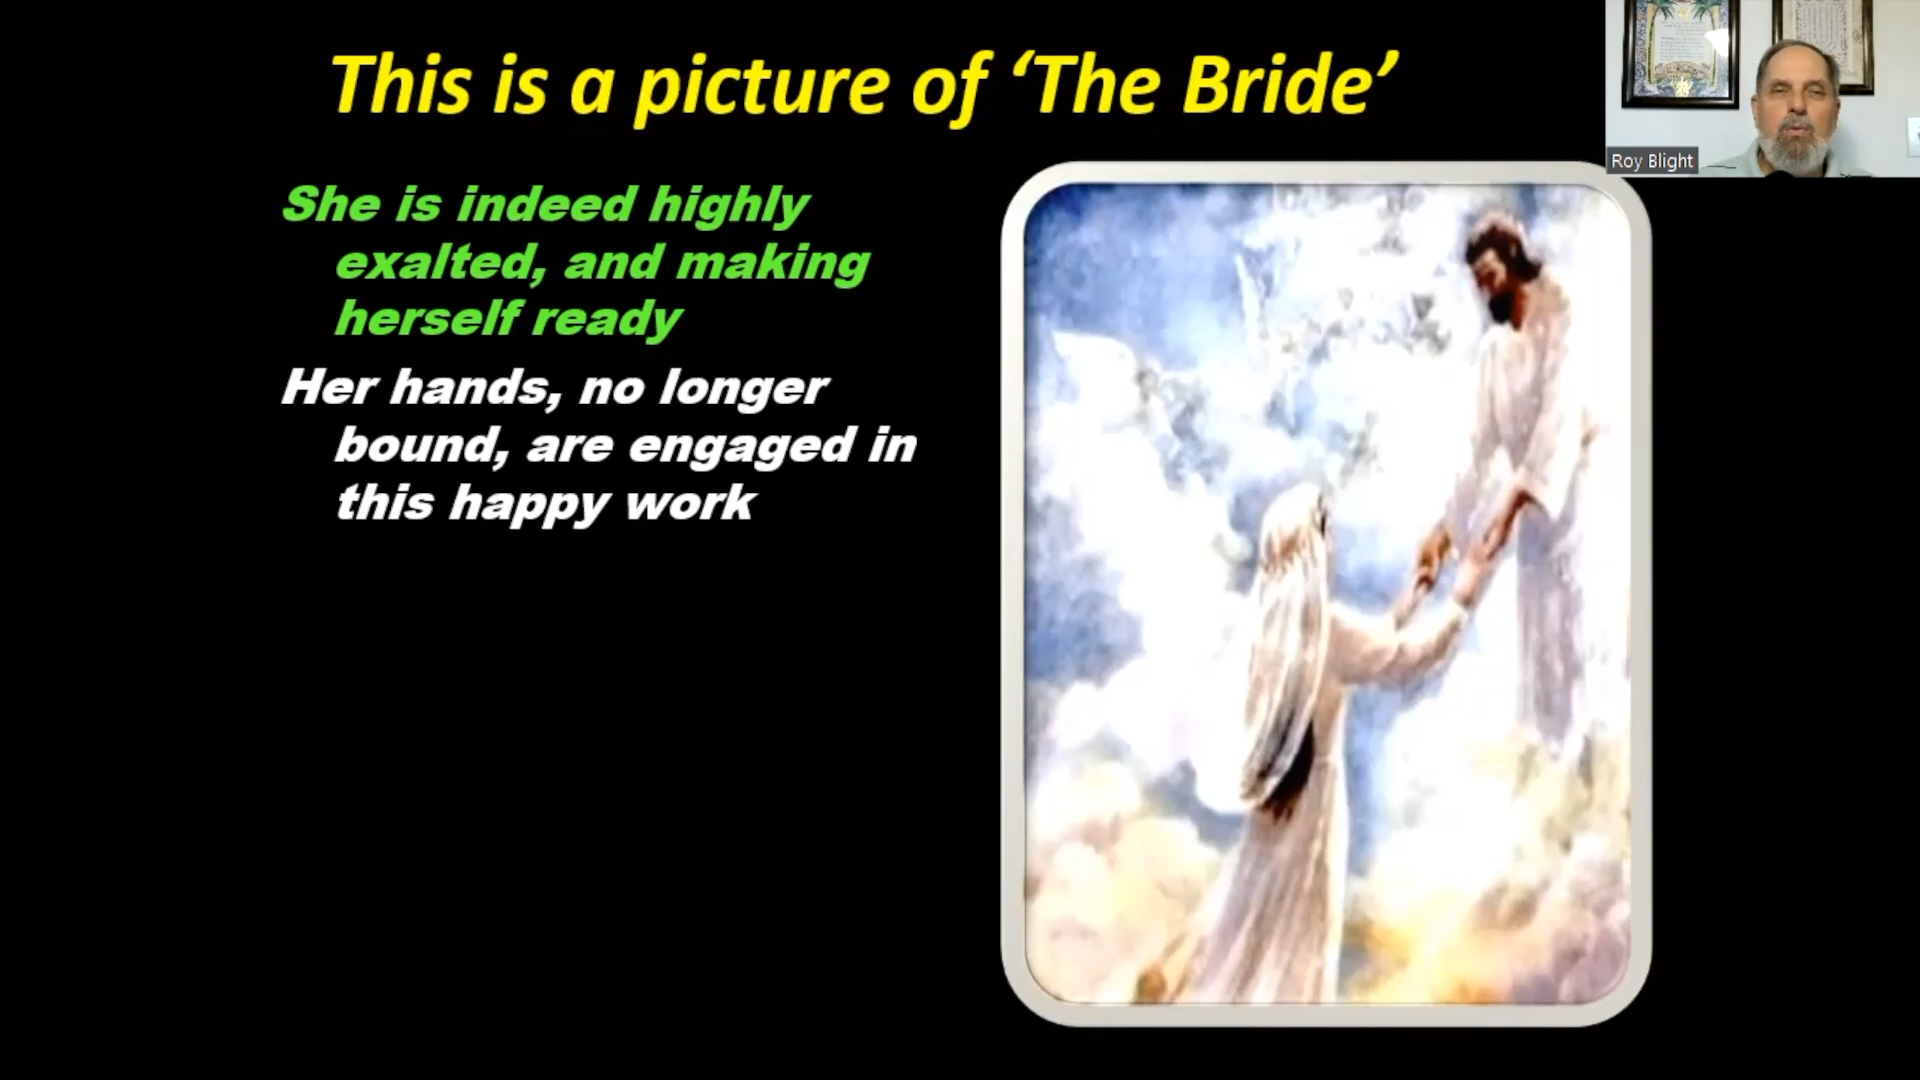 This is a picture of ‘The Bride’
She is indeed highly
exalted, and making
herself ready
Her hands, no longer
bound, are engaged in
this happy work
Roy Blight